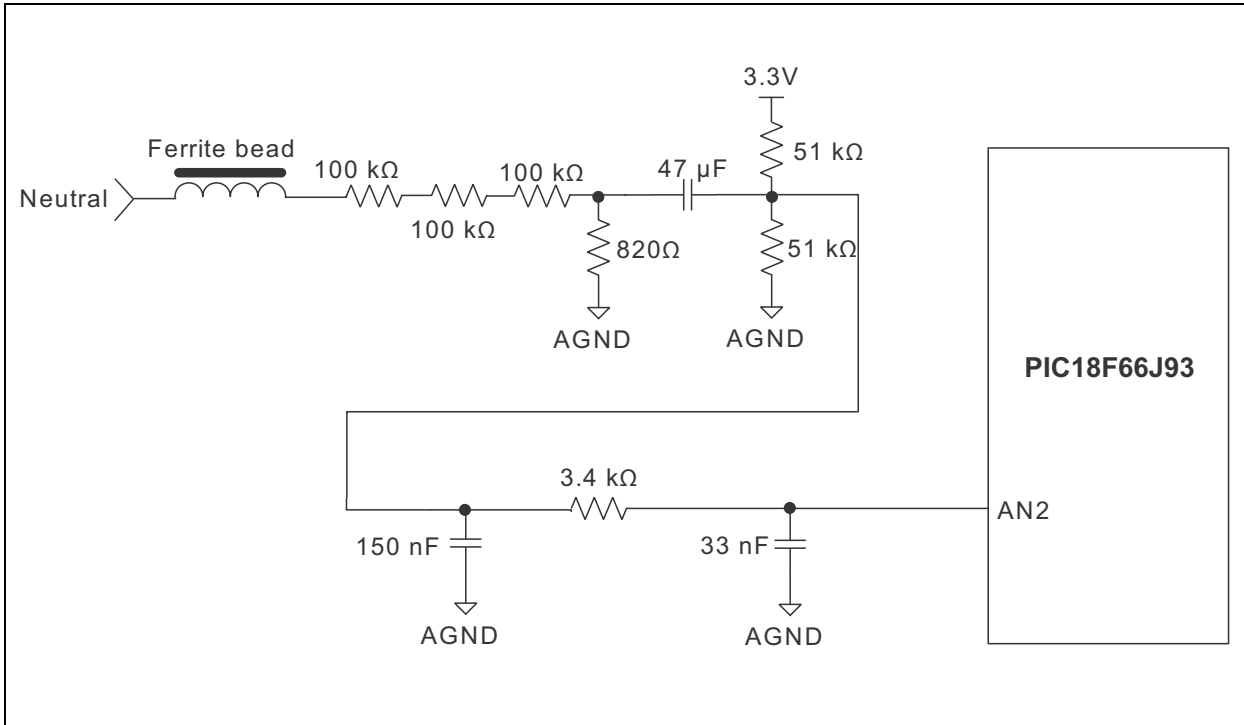 3.3V
Ferrite bead
51 kΩ
100 kΩ
100 kΩ
47 µF
Neutral
100 kΩ
820Ω
51 kΩ
AGND
AGND
PIC18F66J93
3.4 kΩ
AN2
150 nF
33 nF
AGND
AGND